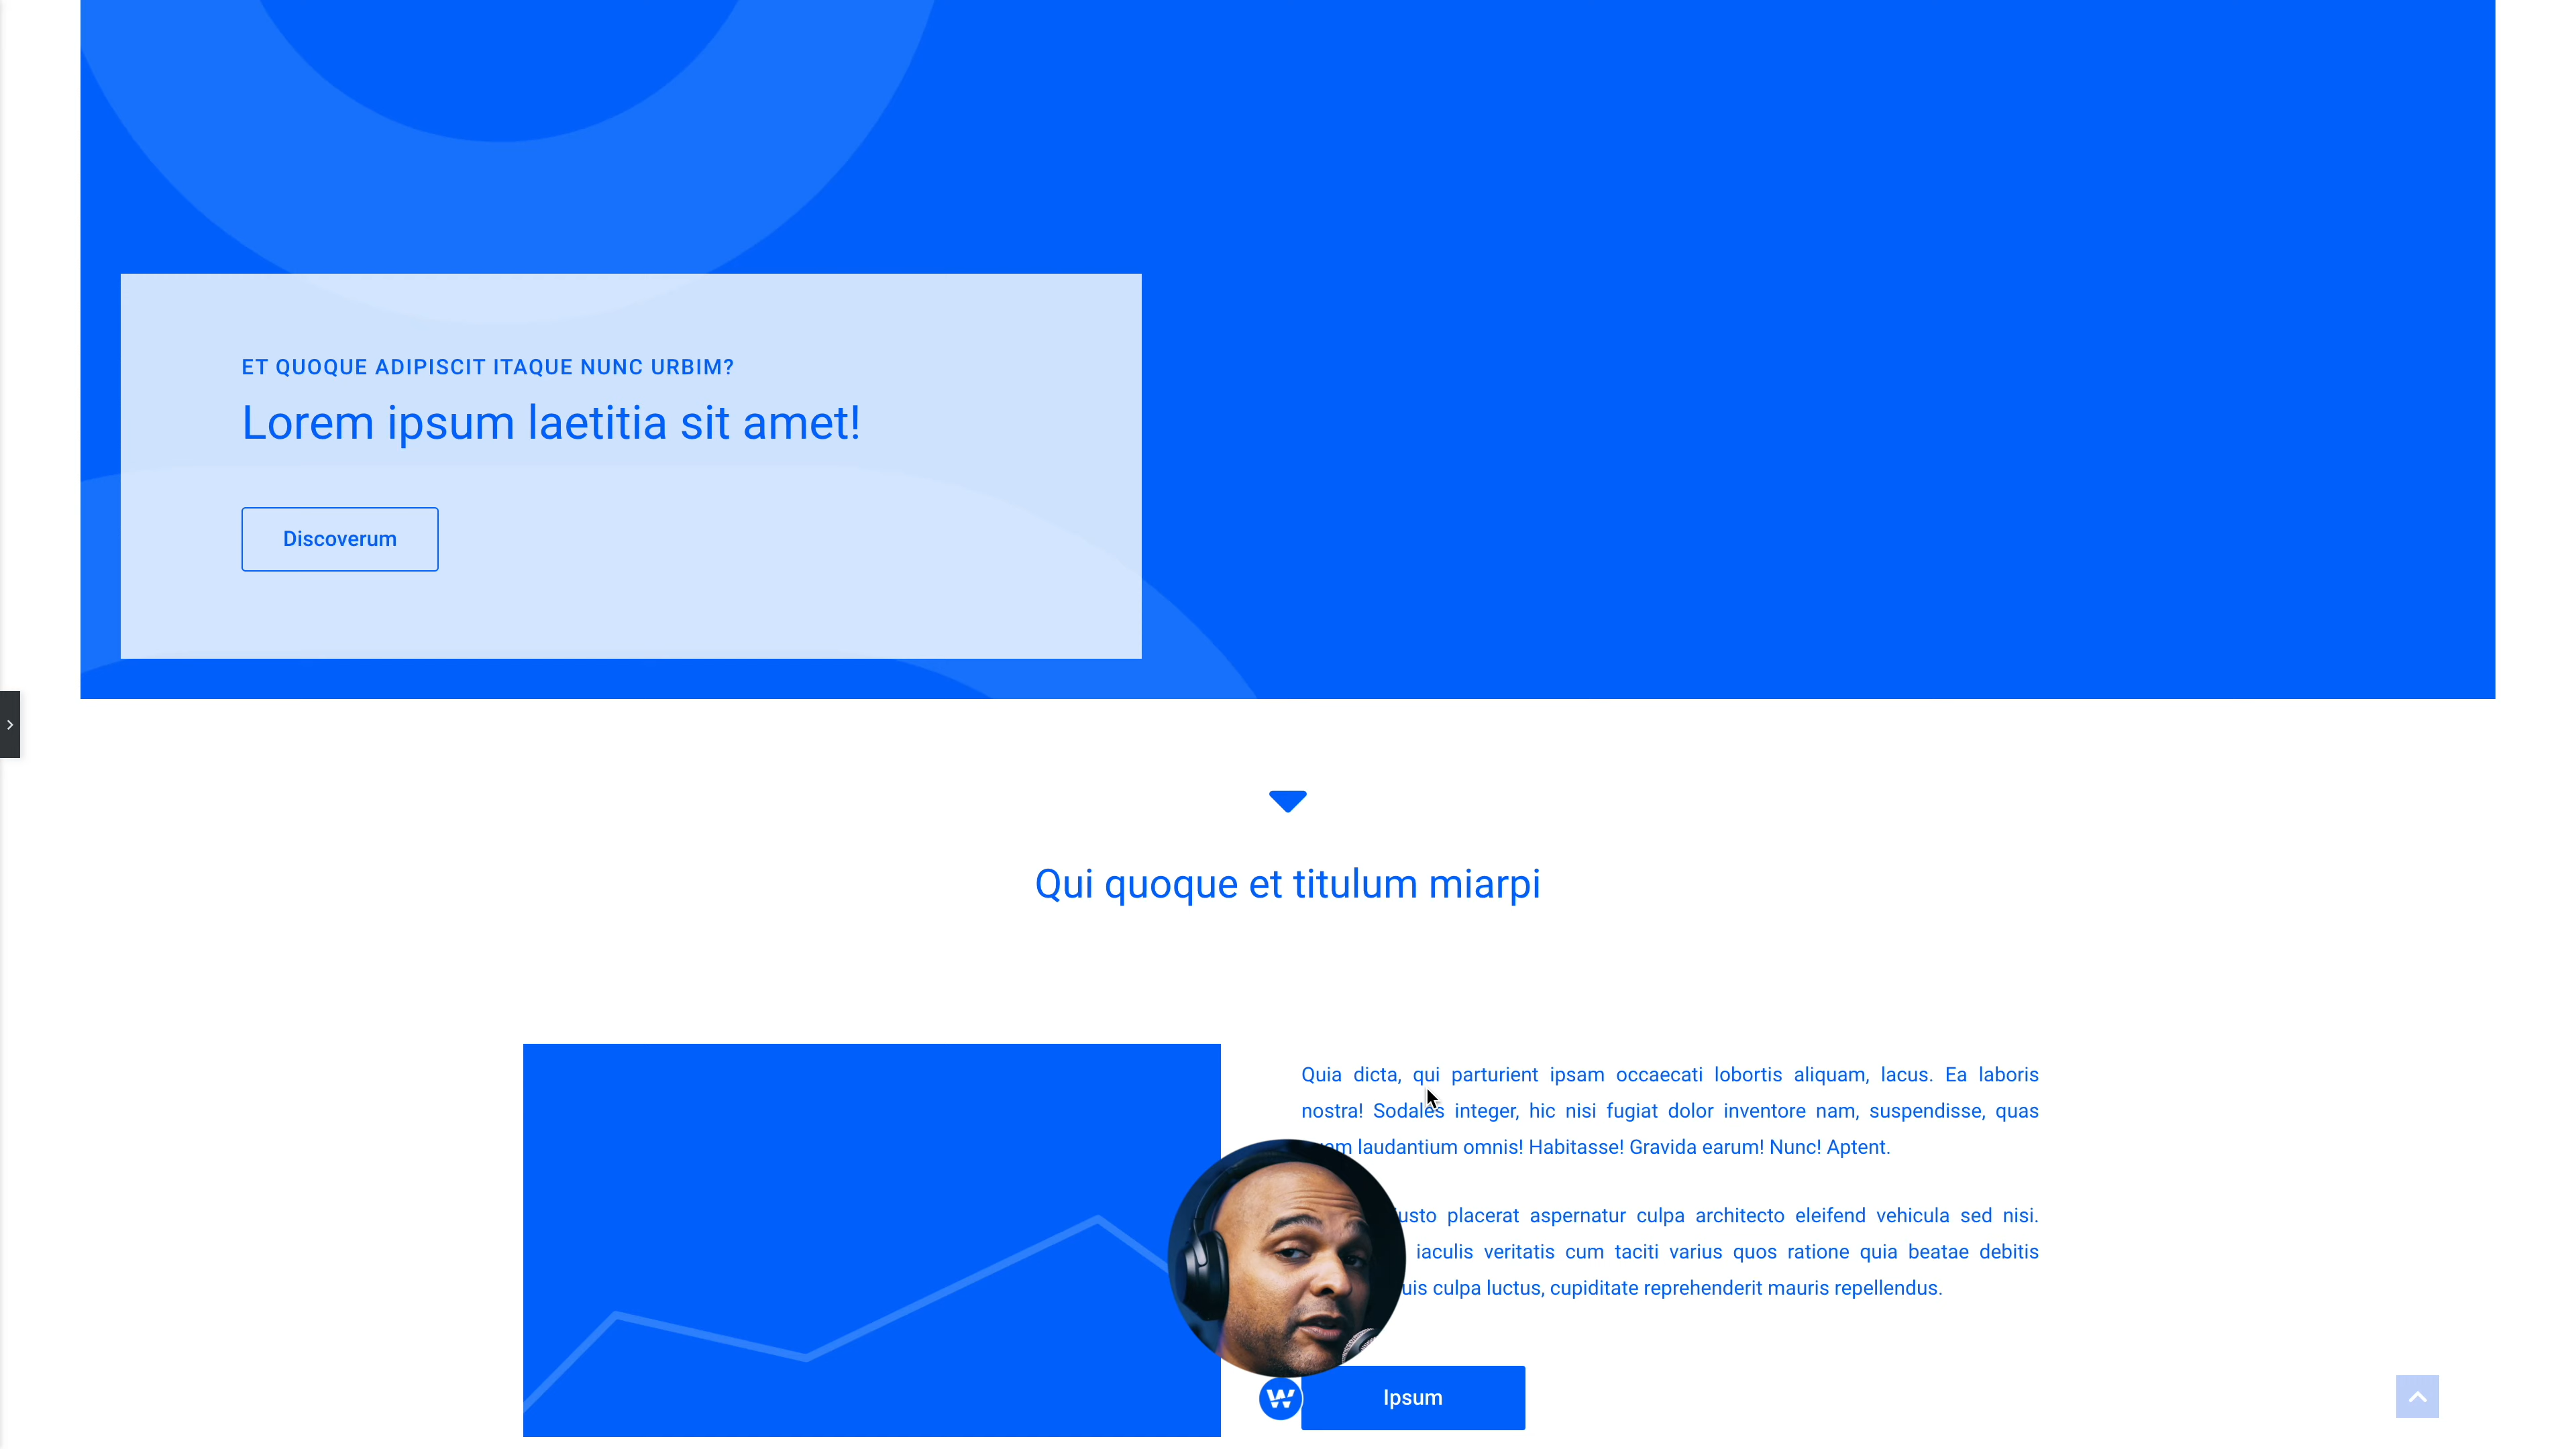 ET QUOQUE ADIPISCIT ITAQUE NUNC URBIM?
Lorem ipsum laetitia sit amet!
Discoverum
Qui quoque et titulum miarpi
Quia dicta, qui parturient ipsam occaecati lobortis aliquam, lacus. Ea laboris
nostra! Sodales integer, hic nisi fugiat dolor inventore nam, suspendisse, quas
laudantium omnis! Habitasse! Gravida earum! Nunc! Aptent.
placerat aspernatur culpa architecto eleifend vehicula sed nisi.
iaculis veritatis cum taciti varius quos ratione quia beatae debitis
culpa luctus, cupiditate reprehenderit mauris repellendus.
W
Ipsum